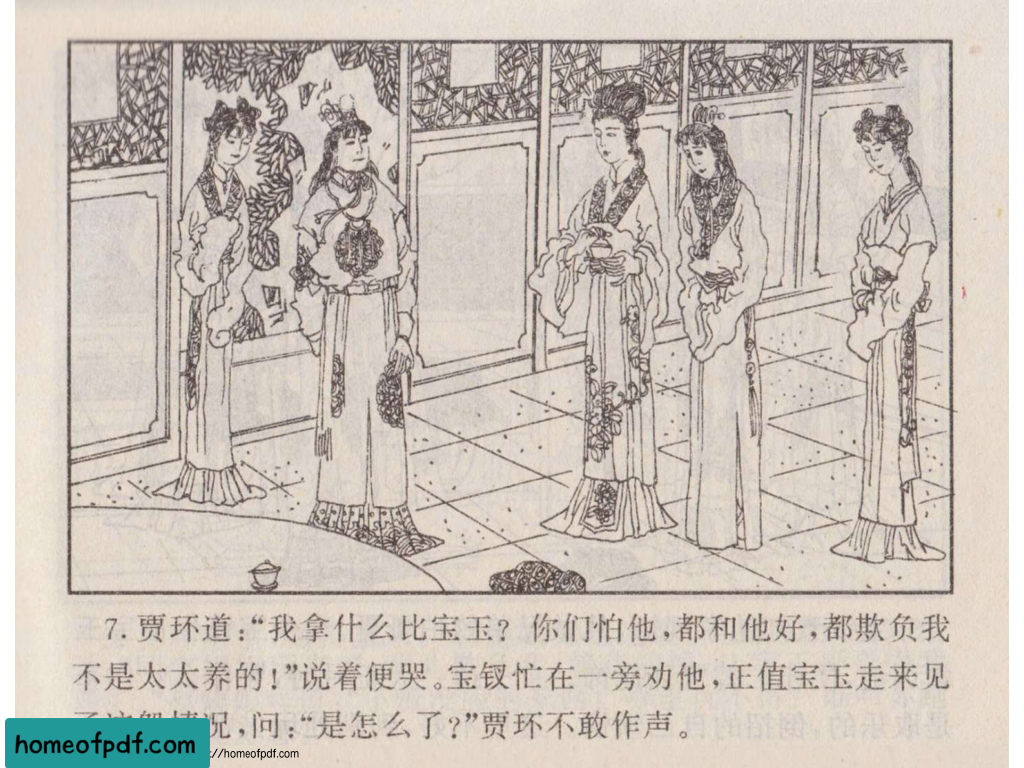 7. 贾环道:“我拿什么比宝玉? 你们怕他,都和他好,都欺负我
不是太太养的!”说着便哭。宝钗忙在一旁劝他,正值宝玉走来见
况,问:“是怎么了?”贾环不敢作声。
homeofpdf.com
//homeofpdf.com